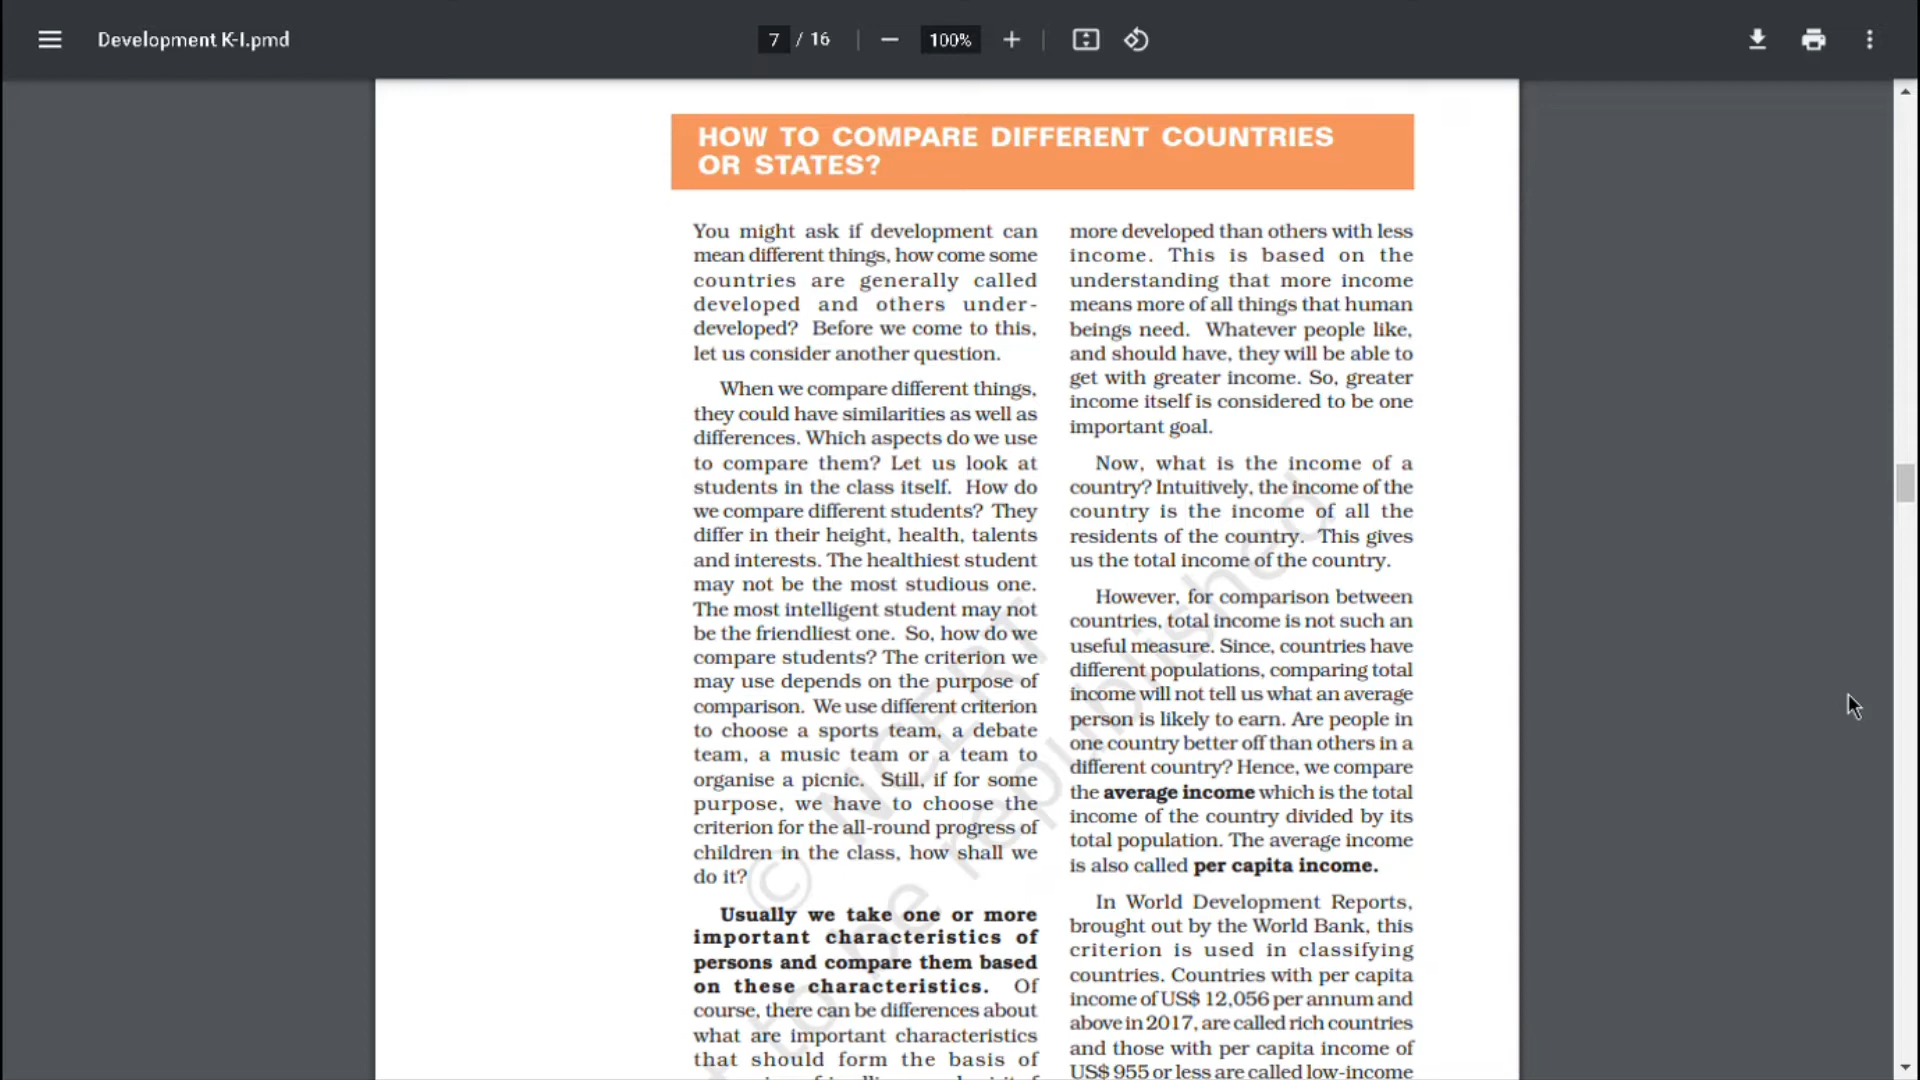 Development K-I.pmd
7 / 16
100%
HOW TO COMPARE DIFFERENT COUNTRIES
OR STATES?
You might ask if development can
mean different things, how come some
countries are generally called
developed and others under-
developed? Before we come to this,
let us consider another question.
When we compare different things,
they could have similarities as well as
differences. Which aspects do we use
to compare them? Let us look at
students in the class itself. How do
we compare different students? They
differ in their height, health, talents
and interests. The healthiest student
may not be the most studious one.
The most intelligent student may not
be the friendliest one. So, how do we
compare students? The criterion we
may use depends on the purpose of
comparison. We use different criterion
to choose a sports team, a debate
team, a music team or a team to
organise a picnic. Still, if for some
purpose, we have to choose the
criterion for the all-round progress of
children in the class, how shall we
do it?
Usually we take one or more
important characteristics of
persons and compare them based
on these characteristics. Of
course, there can be differences about
what are important characteristics
that should form the basis of
more developed than others with less
income. This is based on the
understanding that more income
means more of all things that human
beings need. Whatever people like,
and should have, they will be able to
get with greater income. So, greater
income itself is considered to be one
important goal.
Now, what is the income of a
country? Intuitively, the income of the
country is the income of all the
residents of the country. This gives
us the total income of the country.
However, for comparison between
countries, total income is not such an
useful measure. Since, countries have
different populations, comparing total
income will not tell us what an average
person is likely to earn. Are people in
one country better off than others in a
different country? Hence, we compare
the average income which is the total
income of the country divided by its
total population. The average income
is also called per capita income.
In World Development Reports,
brought out by the World Bank, this
criterion is used in classifying
countries. Countries with per capita
income of US$ 12,056 per annum and
above in 2017, are called rich countries
and those with per capita income of
US$ 955 or less are called low-income
© NCERT
to be republished